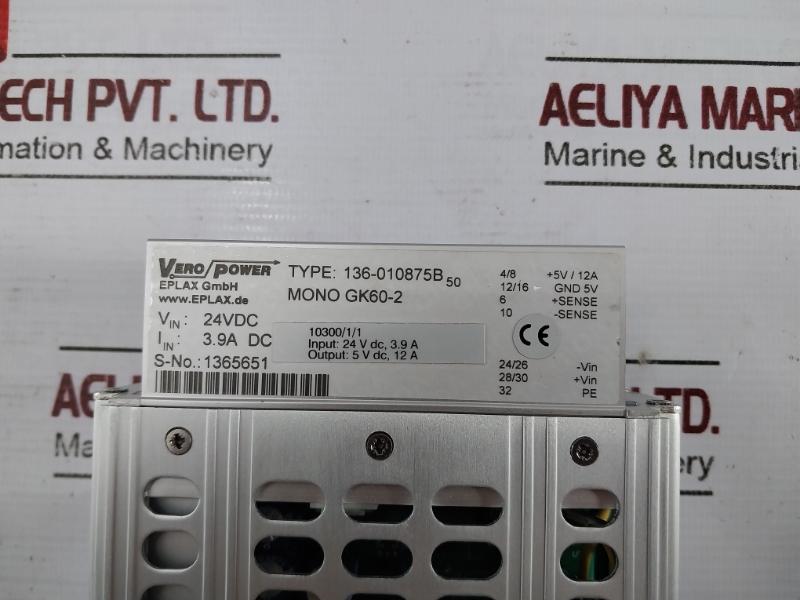 ECH PVT. LTD.
mation & Machinery
AELIYA MAR
Marine & Industria
VERO/POWER
EPLAX GmbH
www.EPLAX.de
TYPE: 136-010875B 50
MONO GK60-2
VIN: 24VDC
IIN: 3.9A DC
S-No.:1365651
10300/1/1
Input: 24 V dc, 3.9 A
Output: 5 V dc, 12 A
4/8 +5V / 12A
12/16 GND 5V
6 +SENSE
10 -SENSE
CE
24/26 -Vin
28/30 +Vin
32 PE
TD.
ery